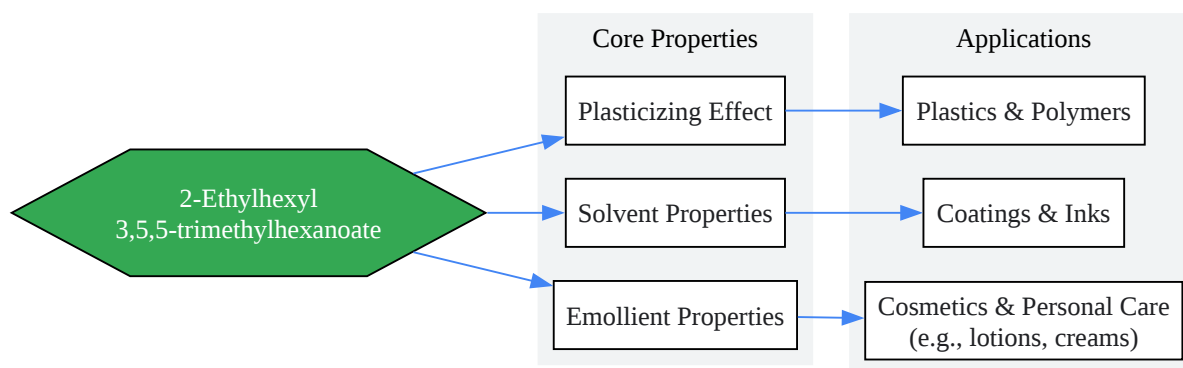 Core Properties
Applications
Plasticizing Effect
Plastics & Polymers
2-Ethylhexyl
3,5,5-trimethylhexanoate
Solvent Properties
Coatings & Inks
Emollient Properties
Cosmetics & Personal Care
(e.g., lotions, creams)